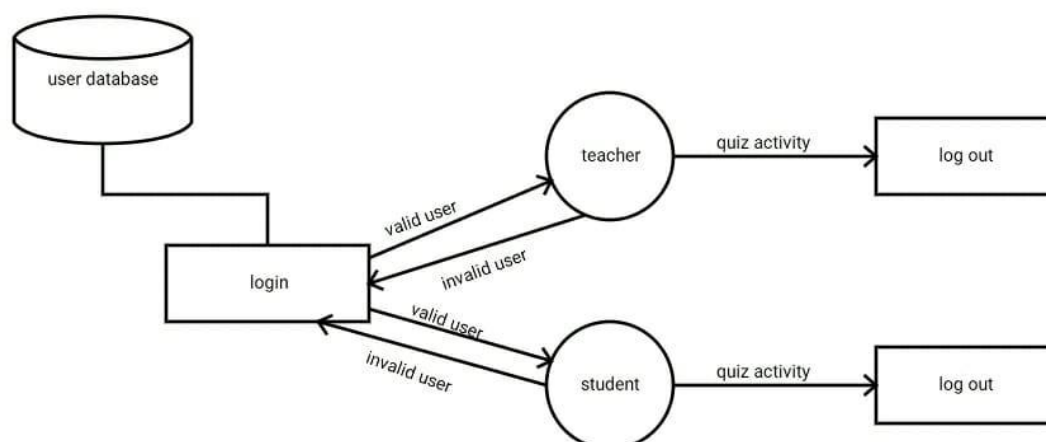 user database
teacher
quiz activity
log out
valid user
invalid user
login
valid user
invalid user
student
quiz activity
log out